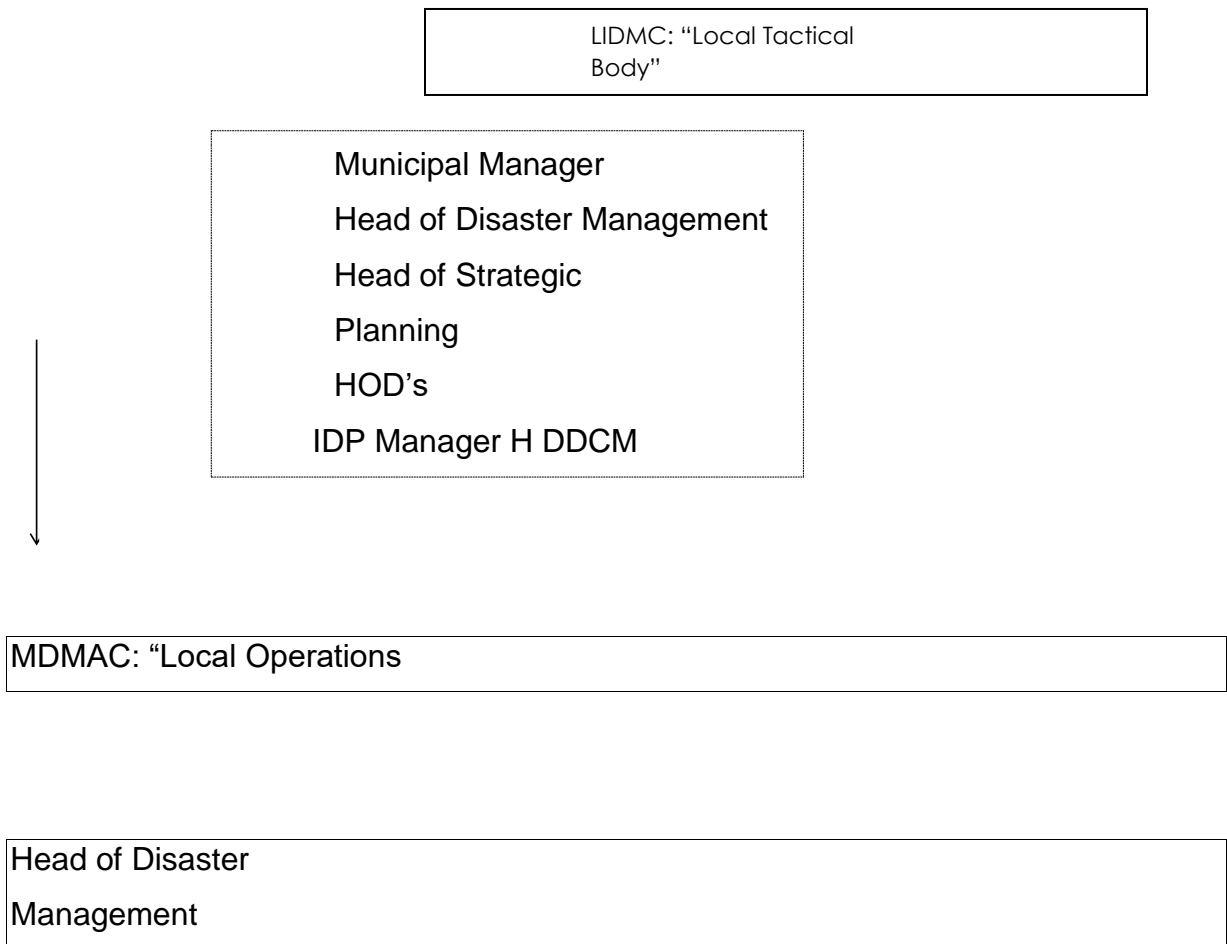 LIDMC: “Local Tactical
Body”
Municipal Manager
Head of Disaster Management
Head of Strategic
Planning
HOD’s
IDP Manager H DDCM
MDMAC: “Local Operations
Head of Disaster
Management